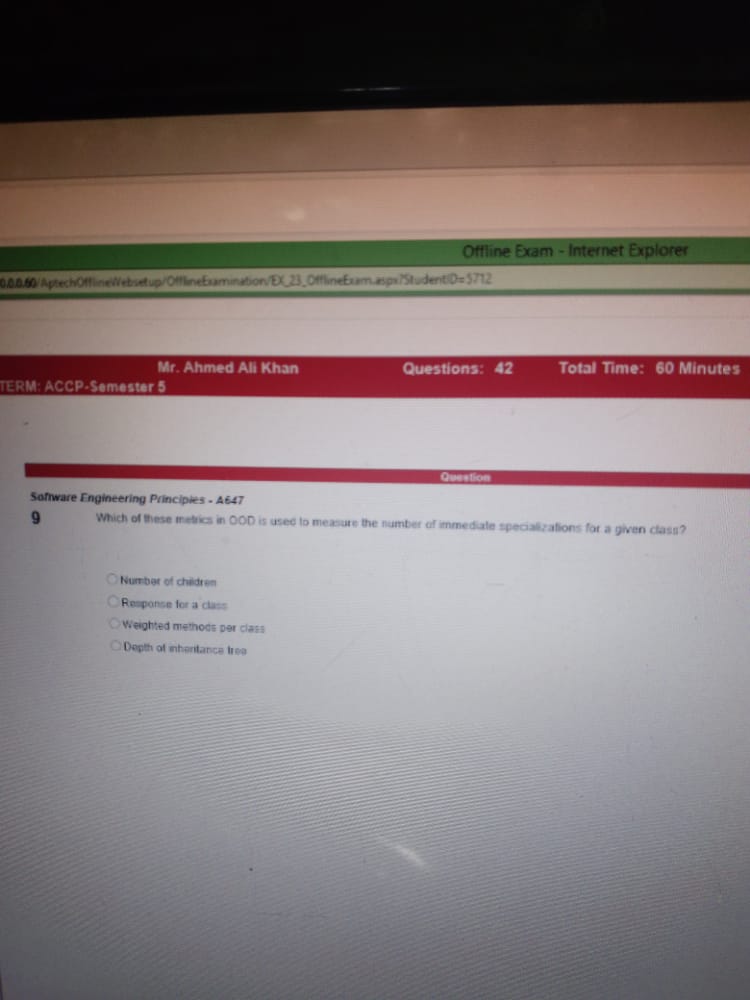 Offline Exam - Internet Explorer
0.0.0.60/AptechOfflineWebsetup/OfflineExamination/EX_23_OfflineExam.aspx?StudentID=5712
Mr. Ahmed Ali Khan Questions: 42 Total Time: 60 Minutes
TERM: ACCP-Semester 5
Question
Software Engineering Principles - A647
9 Which of these metrics in OOD is used to measure the number of immediate specializations for a given class?
Number of children
Response for a class
Weighted methods per class
Depth of inheritance tree